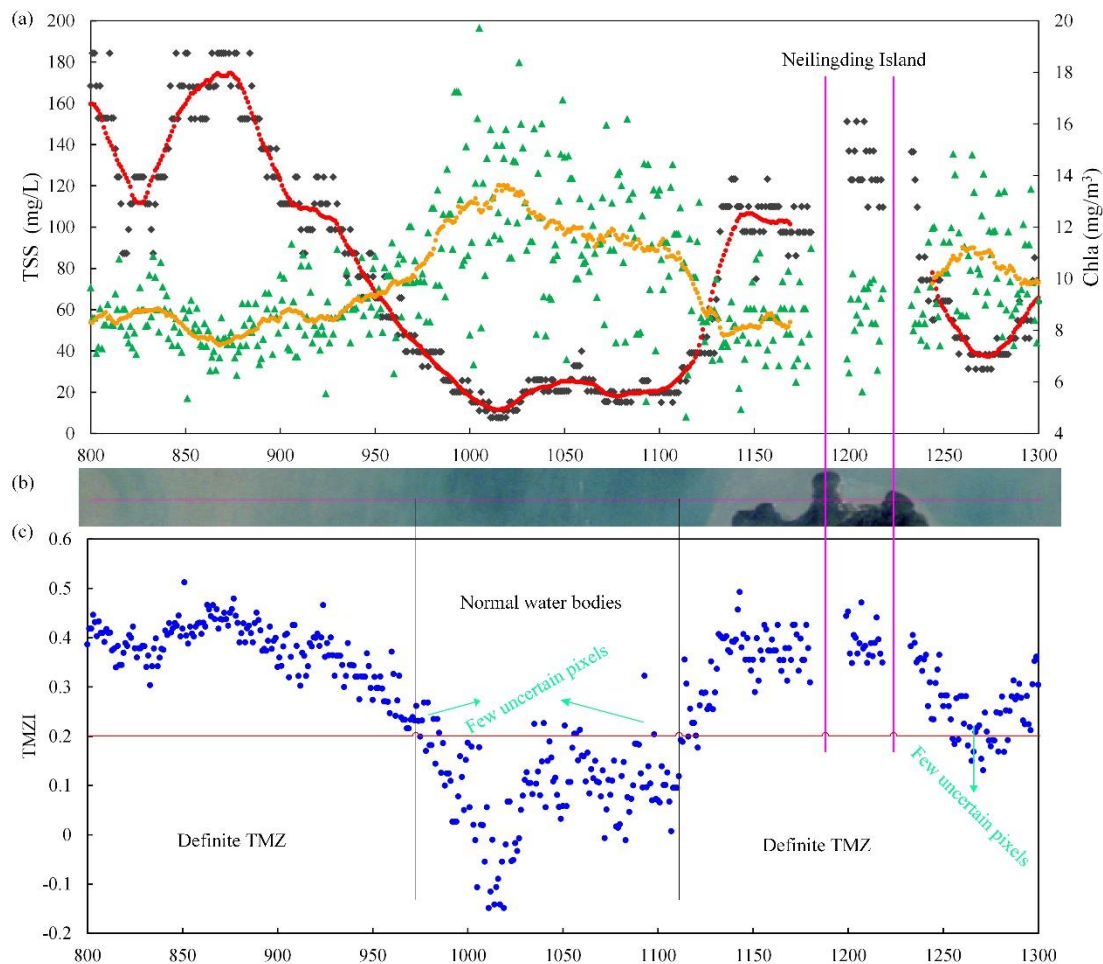 (a)
200
180
160
140
120
100
80
60
40
20
0
TSS (mg/L)
20
18
16
14
12
10
8
6
4
Chla (mg/m³)
Neilingding Island
800 850 900 950 1000 1050 1100 1150 1200 1250 1300
(b)
(c)
0.6
0.5
0.4
0.3
0.2
0.1
0
-0.1
-0.2
TMZI
Normal water bodies
Few uncertain pixels
Few uncertain pixels
Definite TMZ
Definite TMZ
800 850 900 950 1000 1050 1100 1150 1200 1250 1300